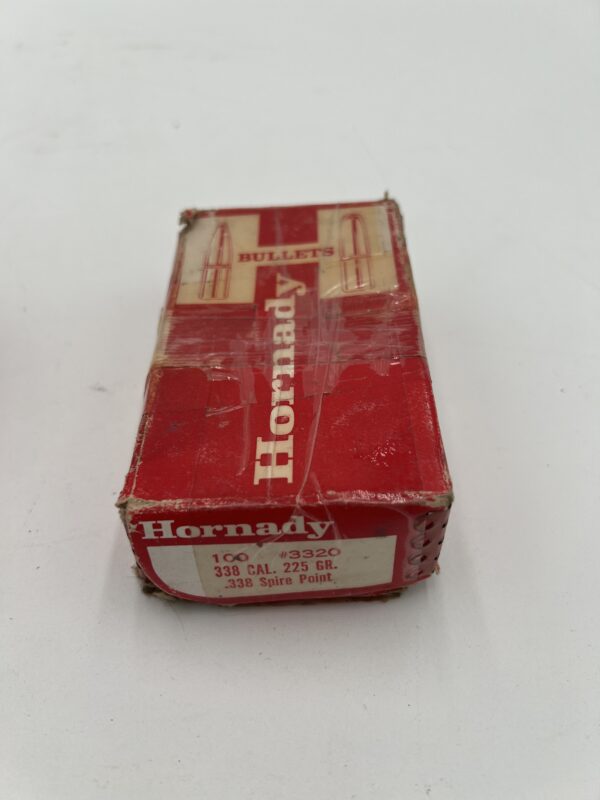 BULLETS
Hornady
Hornady
100 #3320
338 CAL. 225 GR.
.338 Spire Point